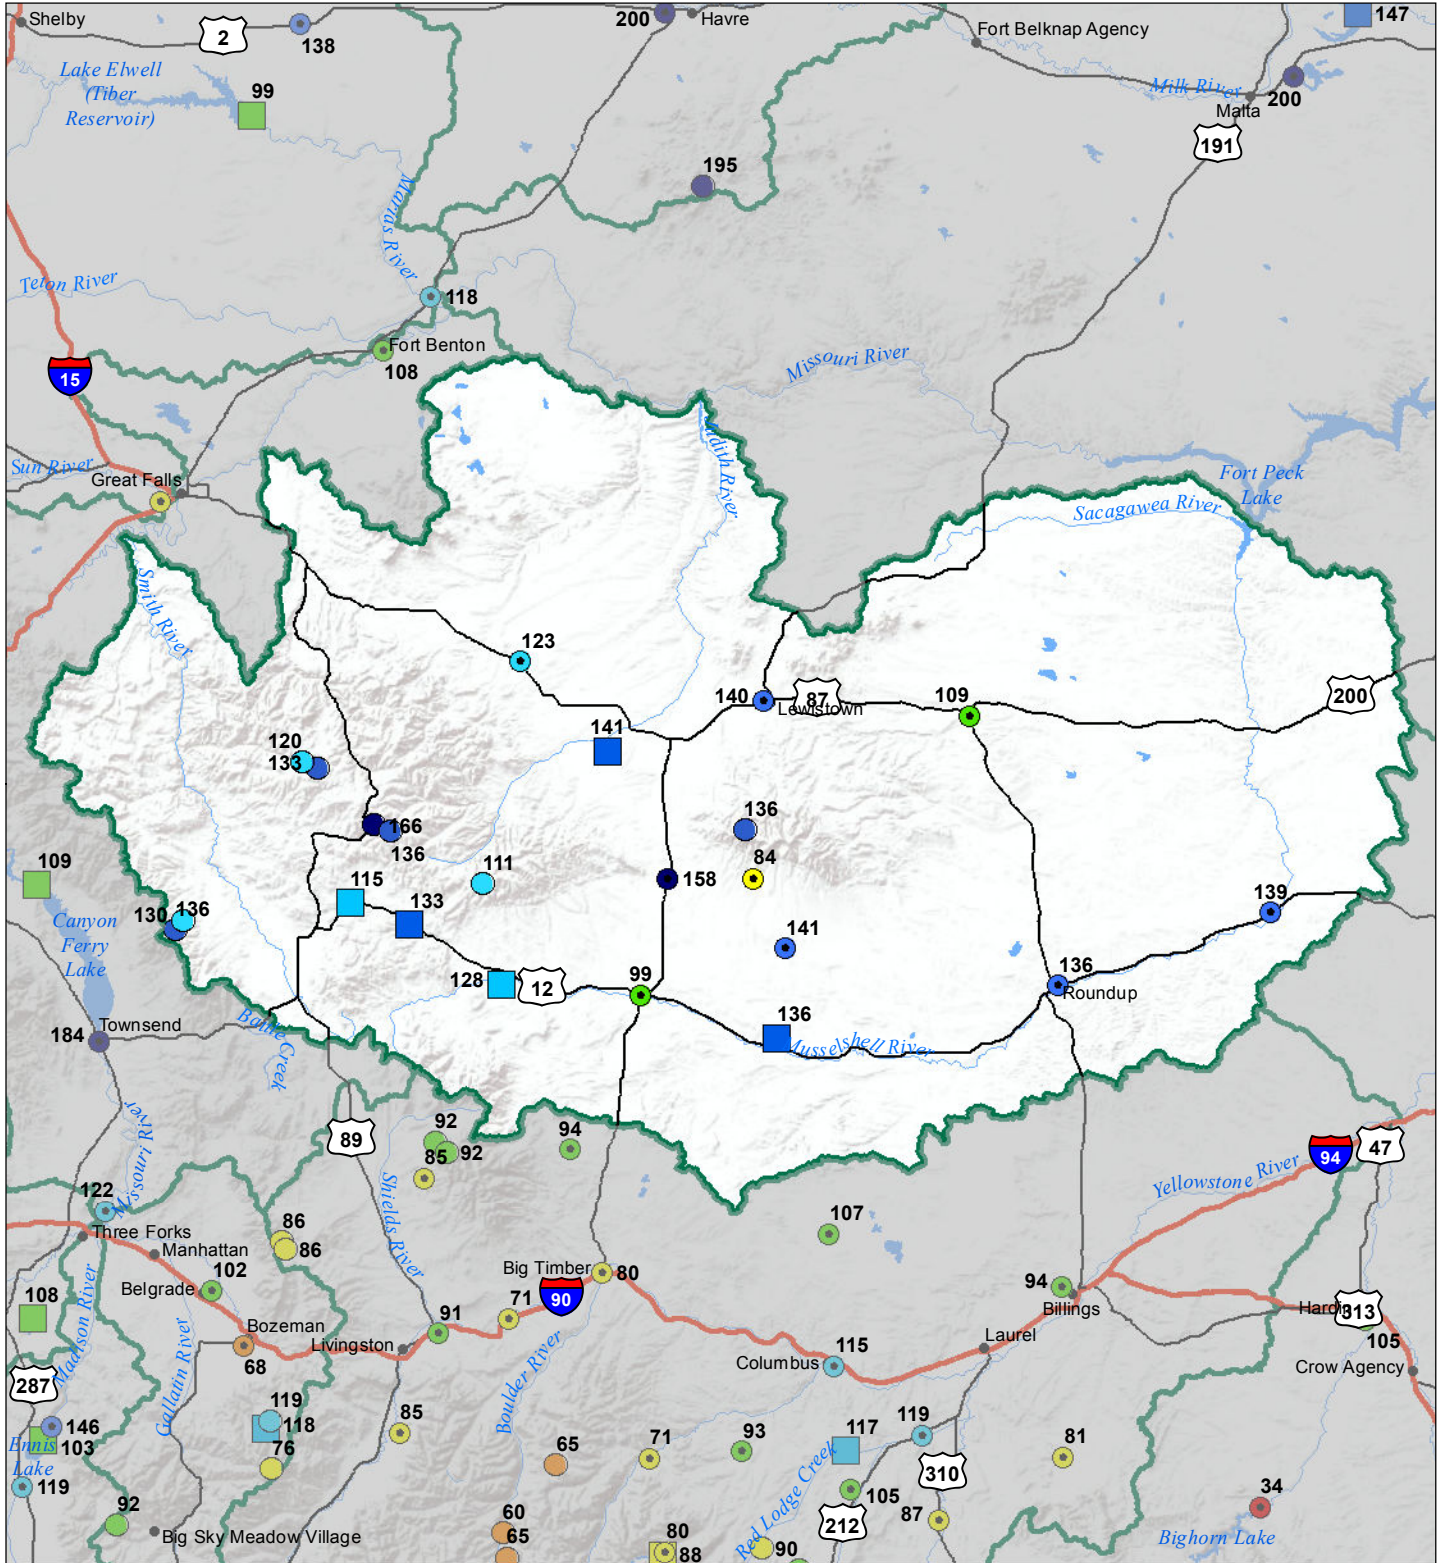 Shelby
2
138
200
Havre
Fort Belknap Agency
147
Lake Elwell
(Tiber
Reservoir)
99
Milk River
Malta
200
191
195
Marias River
Teton River
118
15
Fort Benton
108
Missouri River
Judith River
Sun River
Great Falls
Fort Peck
Lake
Sacagawea River
Smith River
123
140
87
Lewistown
109
200
141
120
133
166
136
136
84
109
115
133
111
158
139
130
136
Canyon
Ferry
Lake
141
128
12
99
136
Roundup
184
Townsend
Battle Creek
136
Musselshell River
Missouri River
89
92
92
94
85
94
47
Yellowstone River
Shields River
122
Three Forks
Manhattan
86
86
107
Belgrade
102
Big Timber
80
90
71
94
Billings
Hardin
313
105
108
Madison River
Bozeman
68
Livingston
91
Gallatin River
Boulder River
Columbus
115
Laurel
Crow Agency
287
119
118
76
85
146
103
Ennis
Lake
119
65
71
93
117
119
81
Red Lodge Creek
310
105
212
87
34
92
Big Sky Meadow Village
60
65
80
88
90
Bighorn Lake